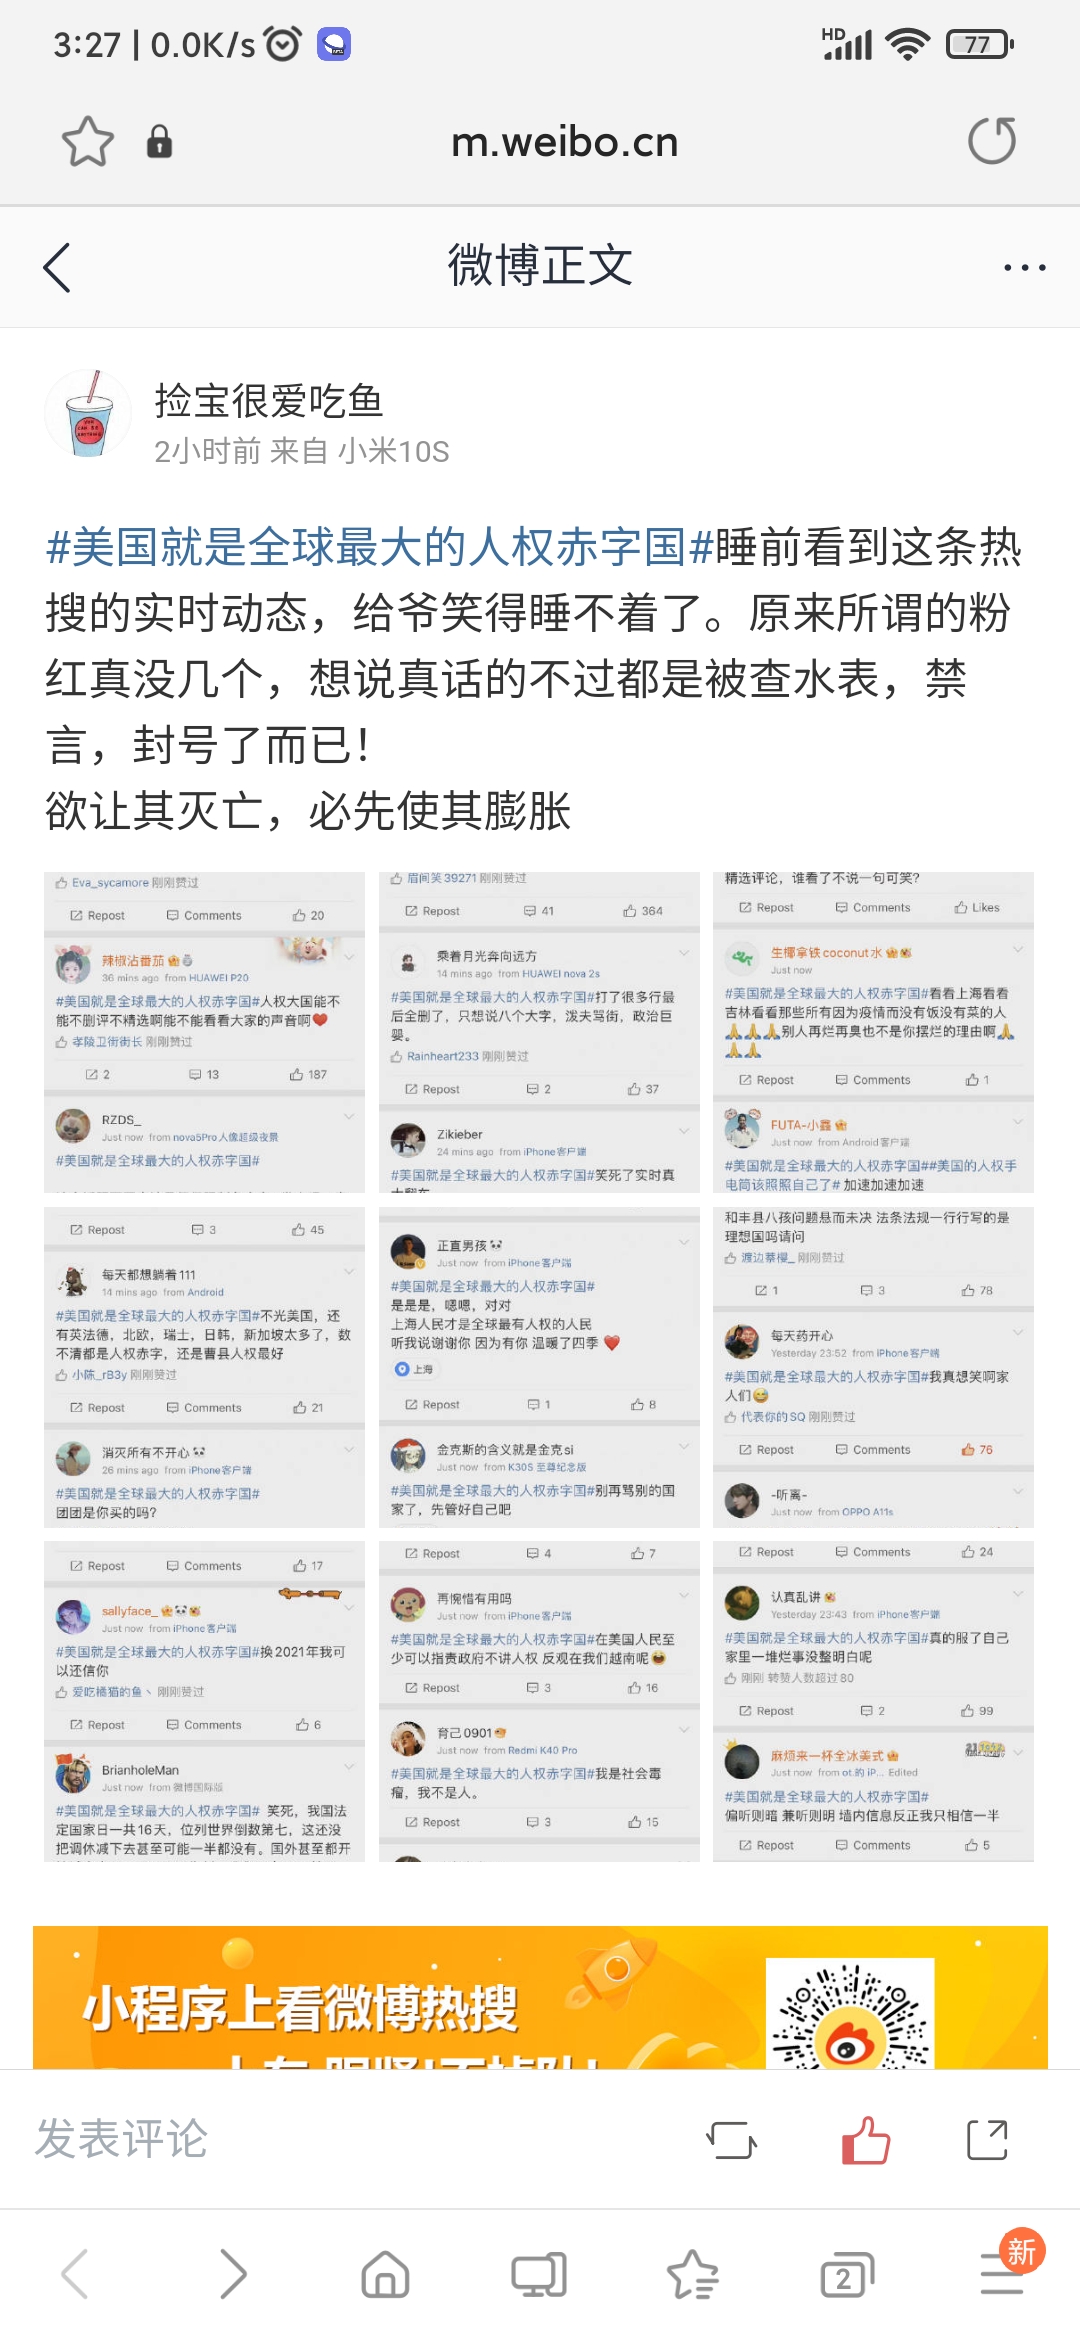 3:27 | 0.0K/s
HD
77
m.weibo.cn
微博正文
捡宝很爱吃鱼
2小时前 来自 小米10S
#美国就是全球最大的人权赤字国#睡前看到这条热
搜的实时动态，给爷笑得睡不着了。原来所谓的粉
红真没几个，想说真话的不过都是被查水表，禁
言，封号了而已！
欲让其灭亡，必先使其膨胀
Eva_sycamore 刚刚赞过
Repost Comments 20
辣椒沾番茄
36 mins ago from HUAWEI P20
#美国就是全球最大的人权赤字国#人权大国能不
能不删评不精选啊能不能看看大家的声音啊❤️
孝陵卫街街长 刚刚赞过
2 13 187
RZDS_
Just now from nova5Pro人像超级夜景
#美国就是全球最大的人权赤字国#
眉间笑39271 刚刚赞过
Repost 41 364
乘着月光奔向远方
14 mins ago from HUAWEI nova 2s
#美国就是全球最大的人权赤字国#打了很多行最
后全删了，只想说八个大字，泼夫骂街，政治巨
婴。
Rainheart233 刚刚赞过
Repost 2 37
Zikieber
24 mins ago from iPhone客户端
#美国就是全球最大的人权赤字国#笑死了实时真
精选评论，谁看了不说一句可笑?
Repost Comments Likes
生椰拿铁coconut水
Just now
#美国就是全球最大的人权赤字国#看看上海看看
吉林看看那些所有因为疫情而没有饭没有菜的人
🙏🙏🙏别人再烂再臭也不是你摆烂的理由啊🙏
🙏🙏
Repost Comments 1
FUTA-小鑫
Just now from Android客户端
#美国就是全球最大的人权赤字国##美国的人权手
电筒该照照自己了# 加速加速加速
Repost 3 45
每天都想躺着111
14 mins ago from Android
#美国就是全球最大的人权赤字国#不光美国，还
有英法德，北欧，瑞士，日韩，新加坡太多了，数
不清都是人权赤字，还是曹县人权最好
小陈_rB3y 刚刚赞过
Repost Comments 21
消灭所有不开心
26 mins ago from iPhone客户端
#美国就是全球最大的人权赤字国#
团团是你买的吗?
正直男孩
Just now from iPhone客户端
#美国就是全球最大的人权赤字国#
是是是，嗯嗯，对对
上海人民才是全球最有人权的人民
听我说谢谢你 因为有你 温暖了四季 ❤️
上海
Repost 1 8
金克斯的含义就是金克si
Just now from K30S 至尊纪念版
#美国就是全球最大的人权赤字国#别再骂别的国
家了，先管好自己吧
和丰县八孩问题悬而未决 法条法规一行行写的是
理想国吗请问
渡边蔡樱_ 刚刚赞过
1 3 78
每天药开心
Yesterday 23:52 from iPhone客户端
#美国就是全球最大的人权赤字国#我真想笑啊家
人们😅
代表你的SQ 刚刚赞过
Repost Comments 76
-听离-
Just now from OPPO A11s
Repost Comments 17
sallyface_
Just now from iPhone客户端
#美国就是全球最大的人权赤字国#换2021年我可
以还信你
爱吃橘猫的鱼丶 刚刚赞过
Repost Comments 6
BrianholeMan
Just now from 微博国际版
#美国就是全球最大的人权赤字国# 笑死，我国法
定国家日一共16天，位列世界倒数第七，这还没
把调休减下去甚至可能一半都没有。国外甚至都开
Repost 4 7
再惋惜有用吗
Just now from iPhone客户端
#美国就是全球最大的人权赤字国#在美国人民至
少可以指责政府不讲人权 反观在我们越南呢😆
Repost 3 16
育己0901
Just now from Redmi K40 Pro
#美国就是全球最大的人权赤字国#我是社会毒
瘤，我不是人。
Repost 3 15
Repost Comments 24
认真乱讲
Yesterday 23:43 from iPhone客户端
#美国就是全球最大的人权赤字国#真的服了自己
家里一堆烂事没整明白呢
刚刚 转赞人数超过80
Repost 2 99
麻烦来一杯全冰美式
Just now from ot.的 iP... Edited
#美国就是全球最大的人权赤字国#
偏听则暗 兼听则明 墙内信息反正我只相信一半
Repost Comments 5
小程序上看微博热搜
发表评论
2
新